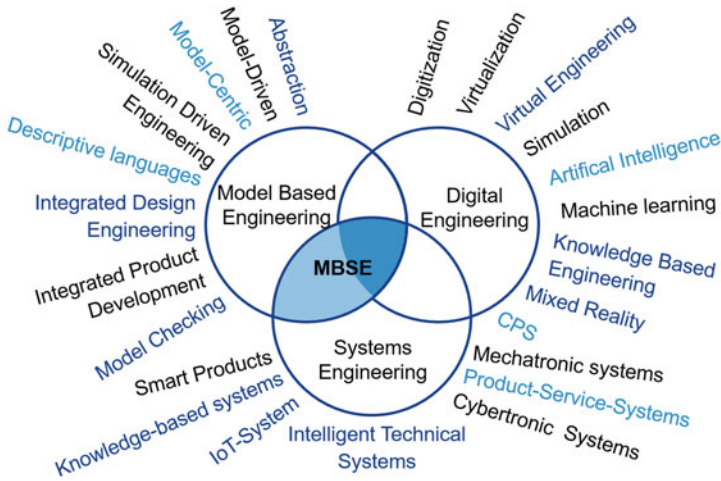 Descriptive languages
Simulation Driven
Engineering
Model-Centric
Model-Driven
Abstraction
Digitization
Virtualization
Virtual Engineering
Simulation
Artifical Intelligence
Machine learning
Knowledge Based
Engineering
Mixed Reality
Integrated Design
Engineering
Integrated Product
Development
Model Checking
Model Based
Engineering
Digital
Engineering
MBSE
Systems
Engineering
Smart Products
Knowledge-based systems
IoT-System
Intelligent Technical
Systems
CPS
Mechatronic systems
Product-Service-Systems
Cybertronic Systems